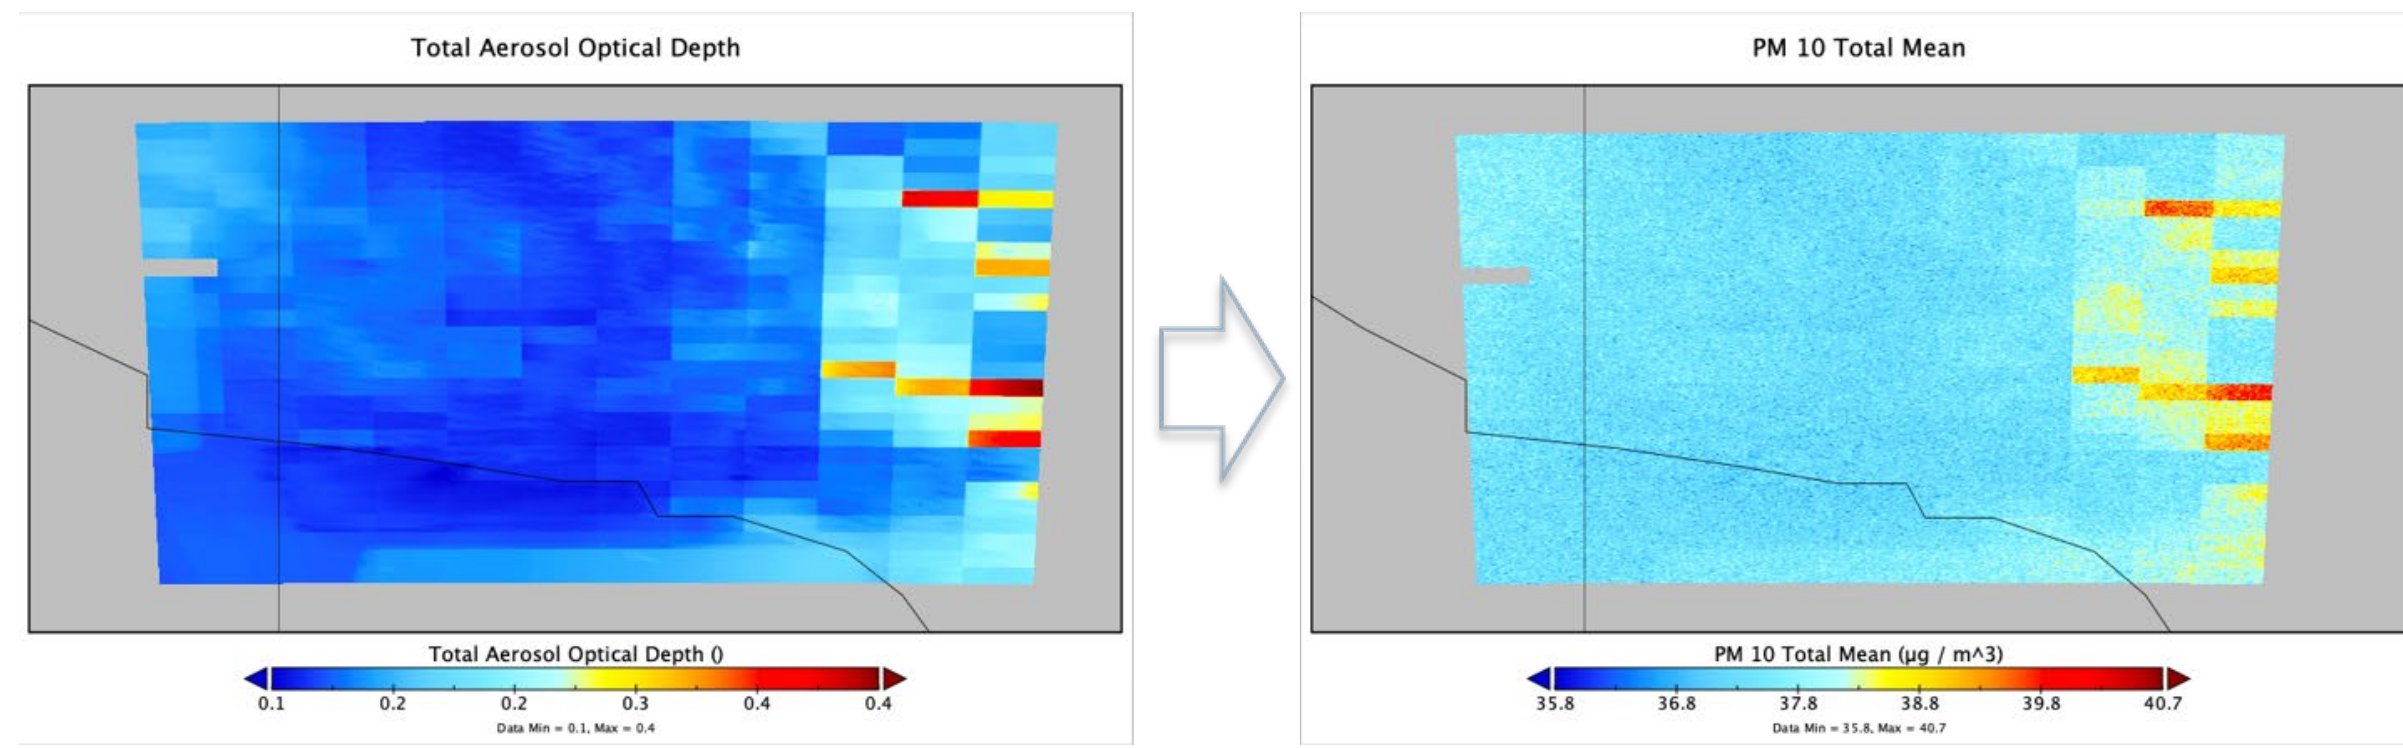 Total Aerosol Optical Depth
Total Aerosol Optical Depth ()
0.1 0.2 0.2 0.3 0.4 0.4
Data Min = 0.1, Max = 0.4
PM 10 Total Mean
PM 10 Total Mean (µg / m^3)
35.8 36.8 37.8 38.8 39.8 40.7
Data Min = 35.8, Max = 40.7